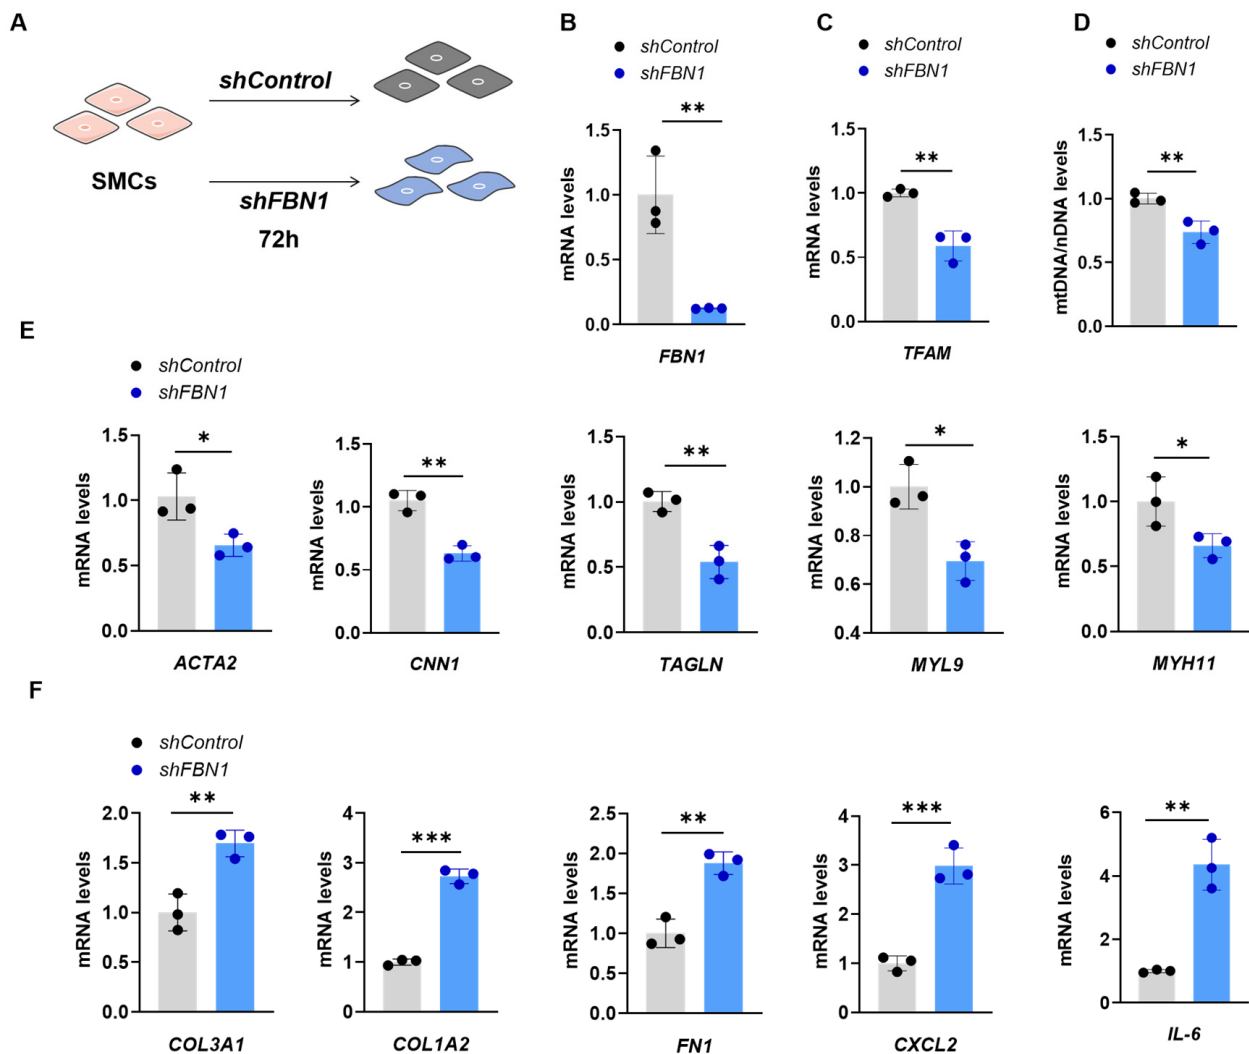 A
shControl
SMCs
shFBN1
72h
B
shControl
shFBN1
**
mRNA levels
1.5
1.0
0.5
0.0
FBN1
C
shControl
shFBN1
**
mRNA levels
1.5
1.0
0.5
0.0
TFAM
D
shControl
shFBN1
**
mtDNA/nDNA levels
1.5
1.0
0.5
0.0
E
shControl
shFBN1
*
mRNA levels
1.5
1.0
0.5
0.0
ACTA2
**
mRNA levels
1.5
1.0
0.5
0.0
CNN1
**
mRNA levels
1.5
1.0
0.5
0.0
TAGLN
*
mRNA levels
1.2
1.0
0.8
0.6
0.4
MYL9
*
mRNA levels
1.5
1.0
0.5
0.0
MYH11
F
shControl
shFBN1
**
mRNA levels
2.0
1.5
1.0
0.5
0.0
COL3A1
***
mRNA levels
4
3
2
1
0
COL1A2
**
mRNA levels
2.5
2.0
1.5
1.0
0.5
0.0
FN1
***
mRNA levels
4
3
2
1
0
CXCL2
**
mRNA levels
6
4
2
0
IL-6